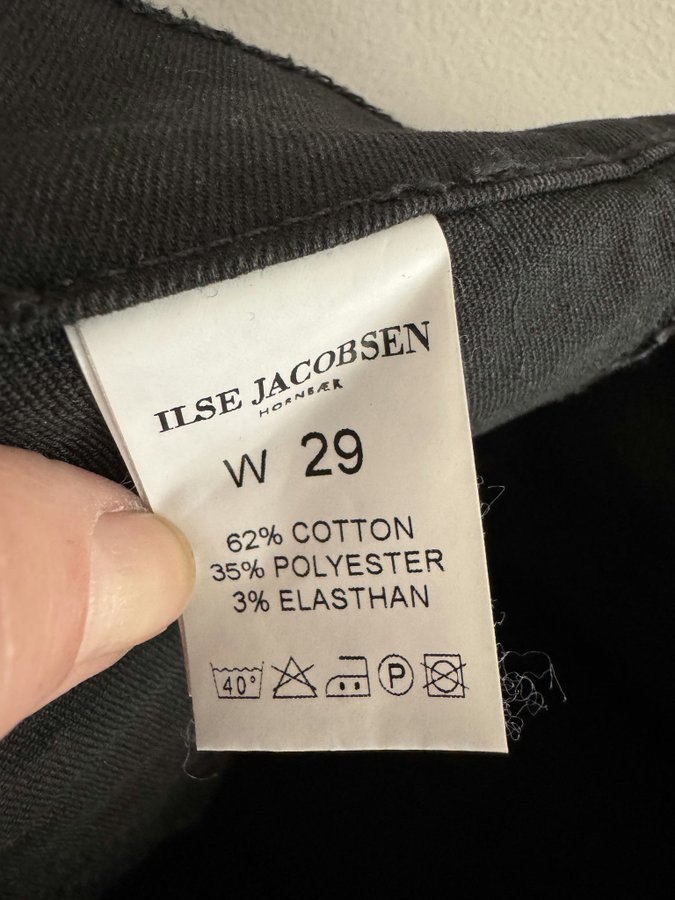 ILSE JACOBSEN
HORNBÆK
W 29
62% COTTON
35% POLYESTER
3% ELASTHAN
40° P